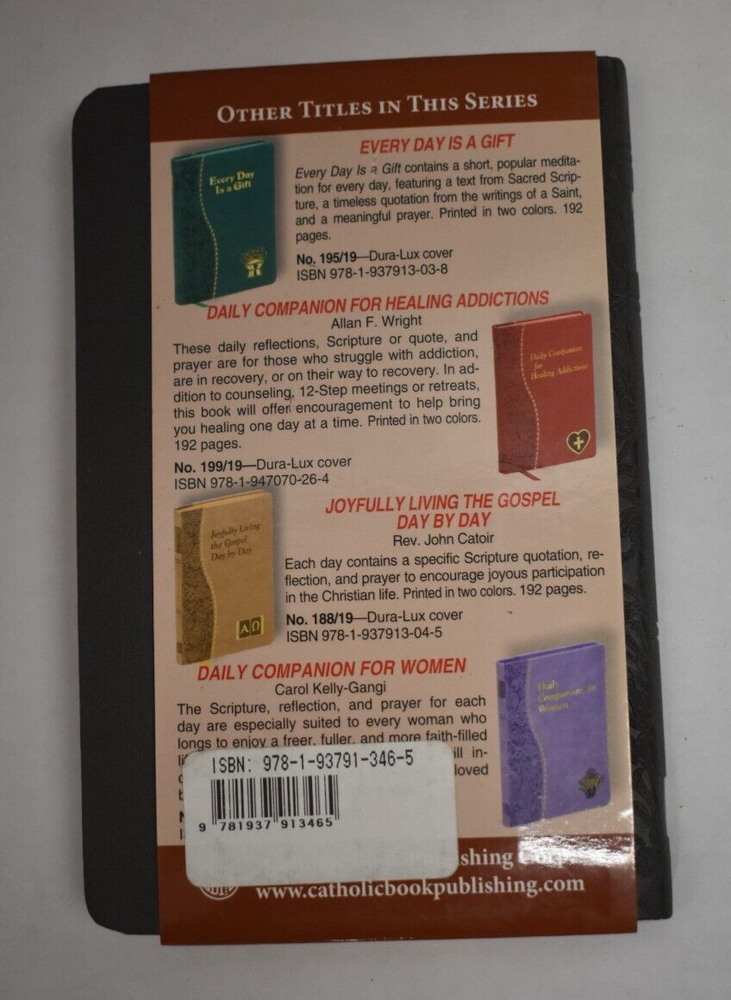 OTHER TITLES IN THIS SERIES
EVERY DAY IS A GIFT
Every Day Is a Gift contains a short, popular medita-
tion for every day, featuring a text from Sacred Scrip-
ture, a timeless quotation from the writings of a Saint,
and a meaningful prayer. Printed in two colors. 192
pages.
No. 195/19—Dura-Lux cover
ISBN 978-1-937913-03-8
Every Day
Is a Gift
DAILY COMPANION FOR HEALING ADDICTIONS
Allan F. Wright
These daily reflections, Scripture or quote, and
prayer are for those who struggle with addiction,
are in recovery, or on their way to recovery. In ad-
dition to counseling, 12-Step meetings or retreats,
this book will offer encouragement to help bring
you healing one day at a time. Printed in two colors.
192 pages.
No. 199/19—Dura-Lux cover
ISBN 978-1-947070-26-4
Daily Companion
for
Healing Addictions
JOYFULLY LIVING THE GOSPEL
DAY BY DAY
Rev. John Catoir
Each day contains a specific Scripture quotation, re-
flection, and prayer to encourage joyous participation
in the Christian life. Printed in two colors. 192 pages.
No. 188/19—Dura-Lux cover
ISBN 978-1-937913-04-5
Joyfully Living
the Gospel
Day by Day
ΑΩ
DAILY COMPANION FOR WOMEN
Carol Kelly-Gangi
The Scripture, reflection, and prayer for each
day are especially suited to every woman who
longs to enjoy a freer, fuller, and more faith-filled
ill in-
loved
Daily
Companion for
Women
ISBN: 978-1-93791-346-5
9 781937 913465
shing Corp
www.catholicbookpublishing.com